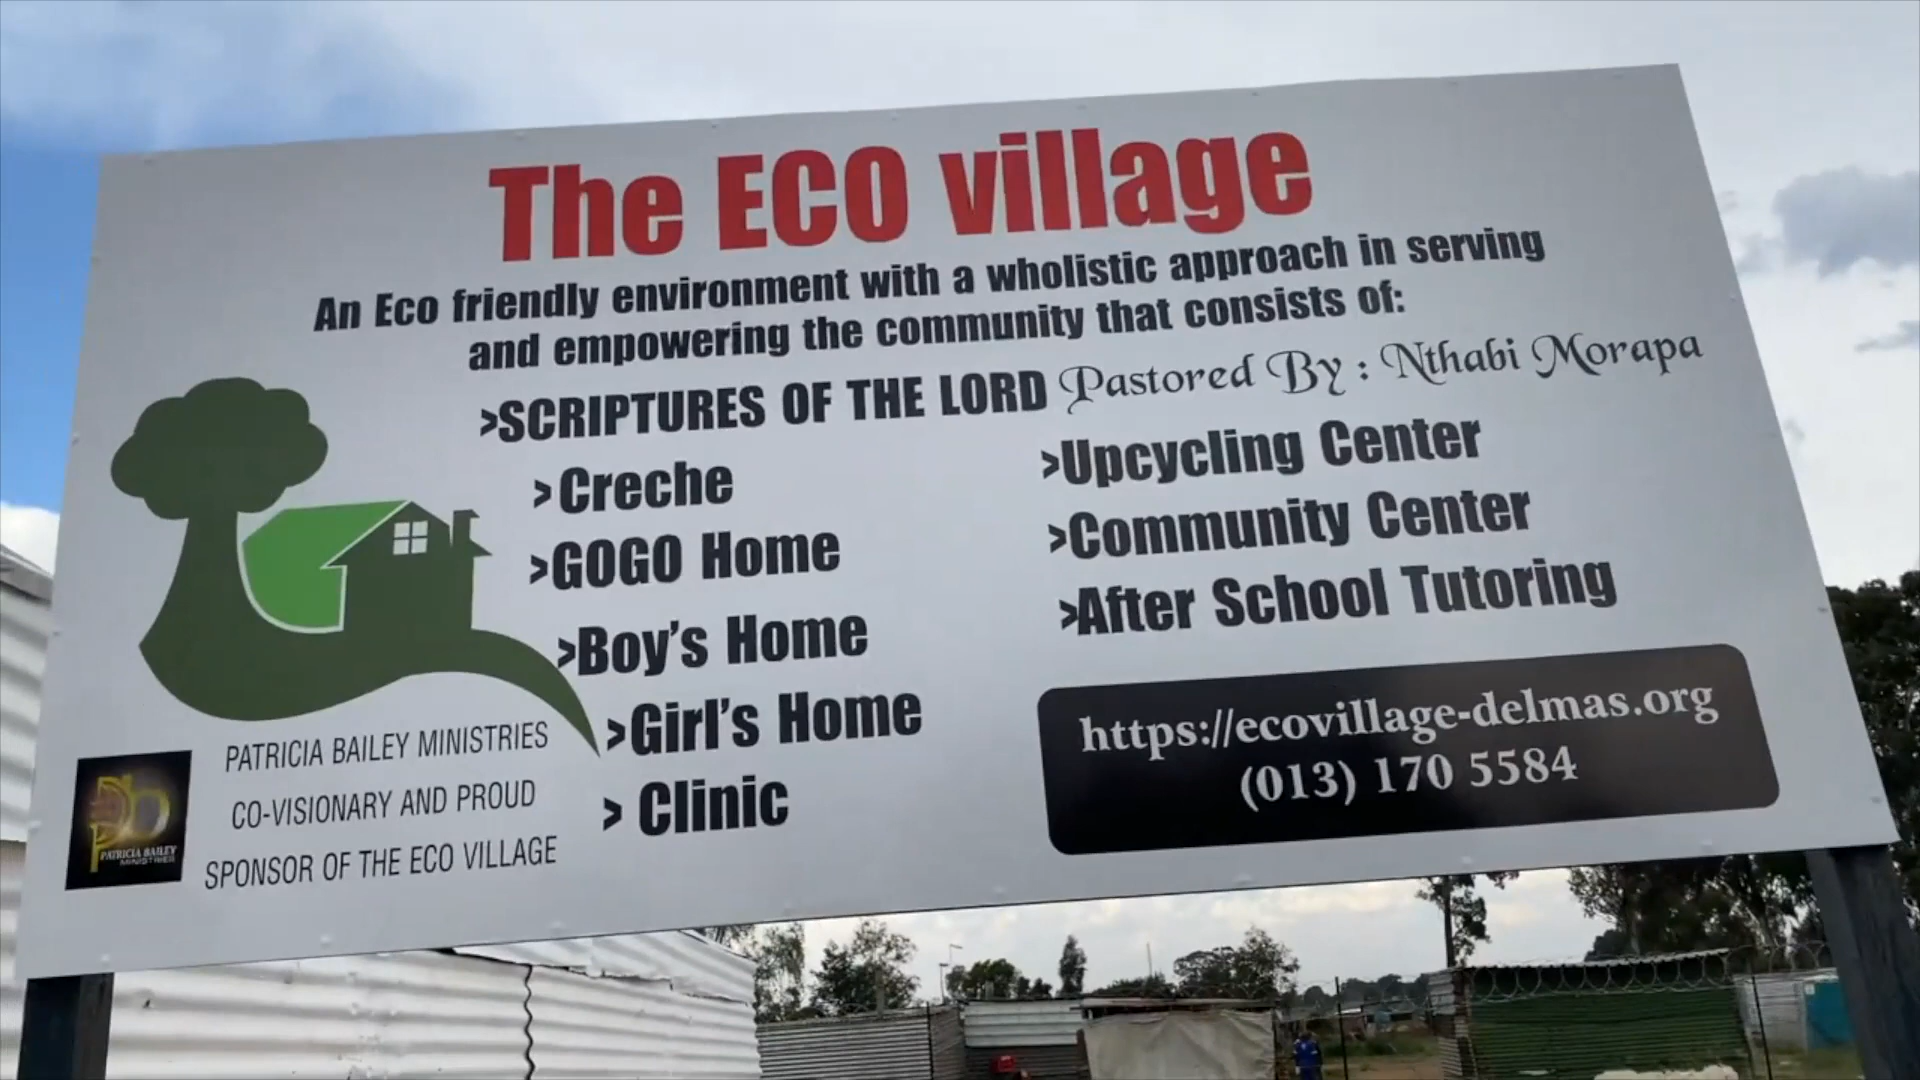 The ECO village
An Eco friendly environment with a wholistic approach in serving
and empowering the community that consists of:
>SCRIPTURES OF THE LORD Pastored By : Nthabi Morapa
>Creche
>GOGO Home
>Boy's Home
>Girl's Home
> Clinic
>Upcycling Center
>Community Center
>After School Tutoring
https://ecovillage-delmas.org
(013) 170 5584
PATRICIA BAILEY MINISTRIES
CO-VISIONARY AND PROUD
SPONSOR OF THE ECO VILLAGE
PATRICIA BAILEY
MINISTRIES